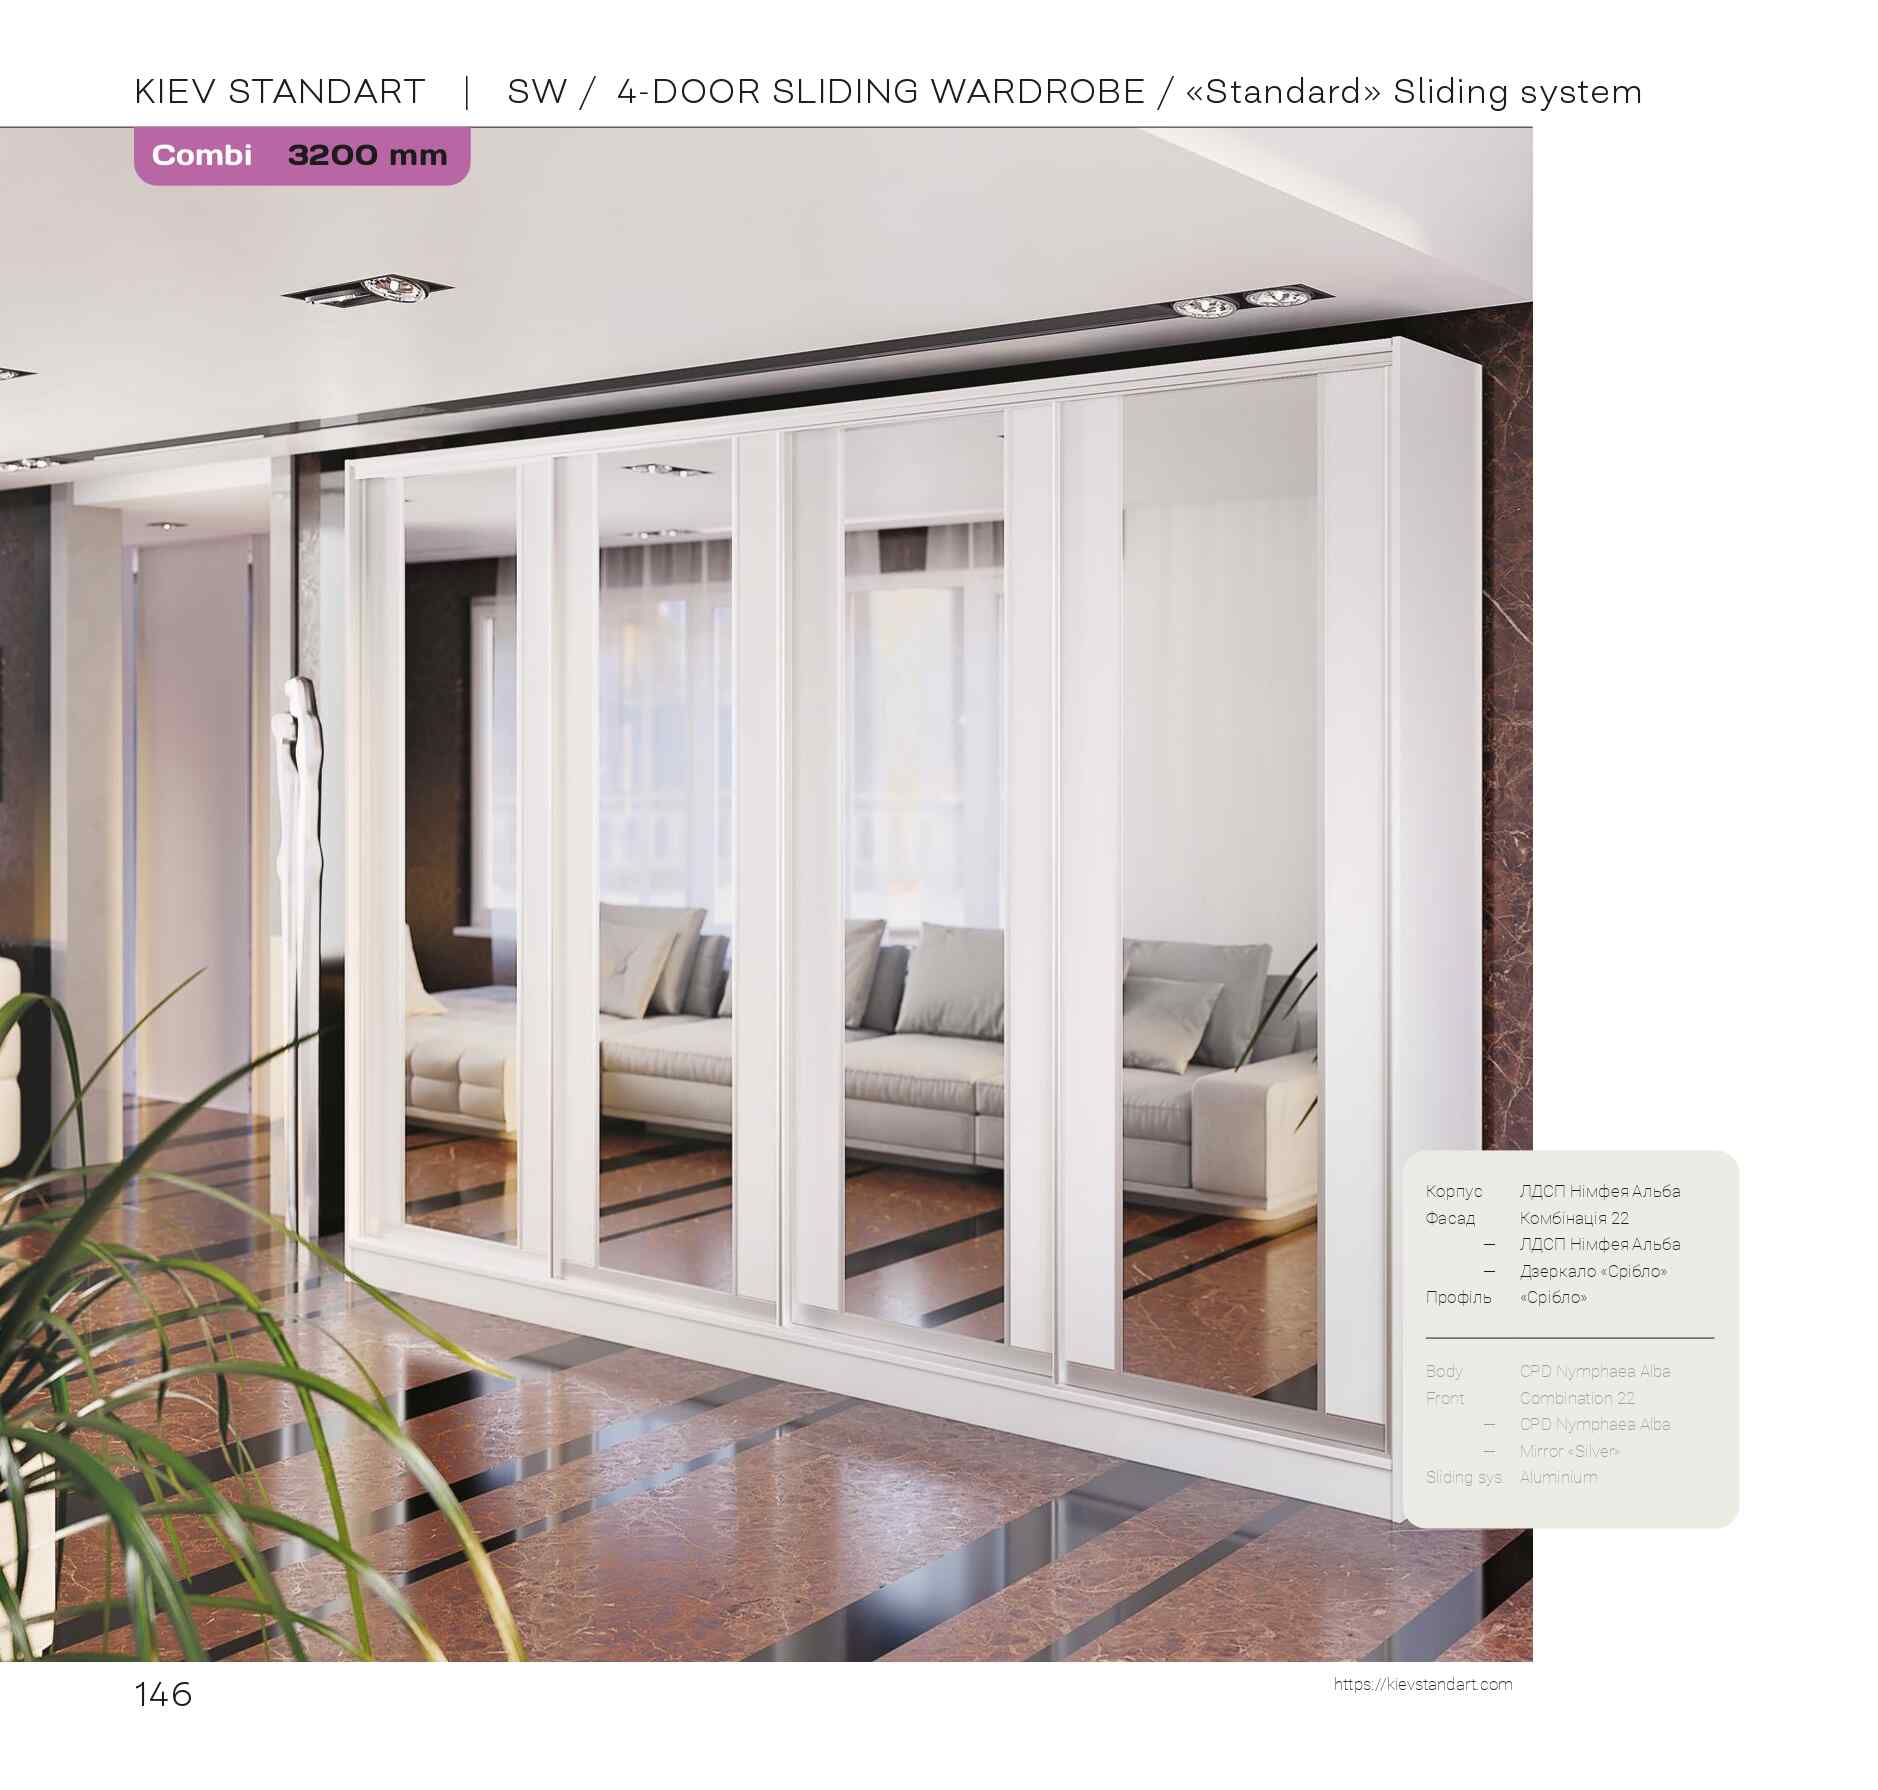 KIEV STANDART | SW / 4-DOOR SLIDING WARDROBE / «Standard» Sliding system
Combi 3200 mm
Корпус ЛДСП Німфея Альба
Фасад Комбінація 22
– ЛДСП Німфея Альба
– Дзеркало «Срібло»
Профіль «Срібло»
Body CPD Nymphaea Alba
Front Combination 22
– CPD Nymphaea Alba
– Mirror «Silver»
Sliding sys. Aluminium
146
https://kievstandart.com